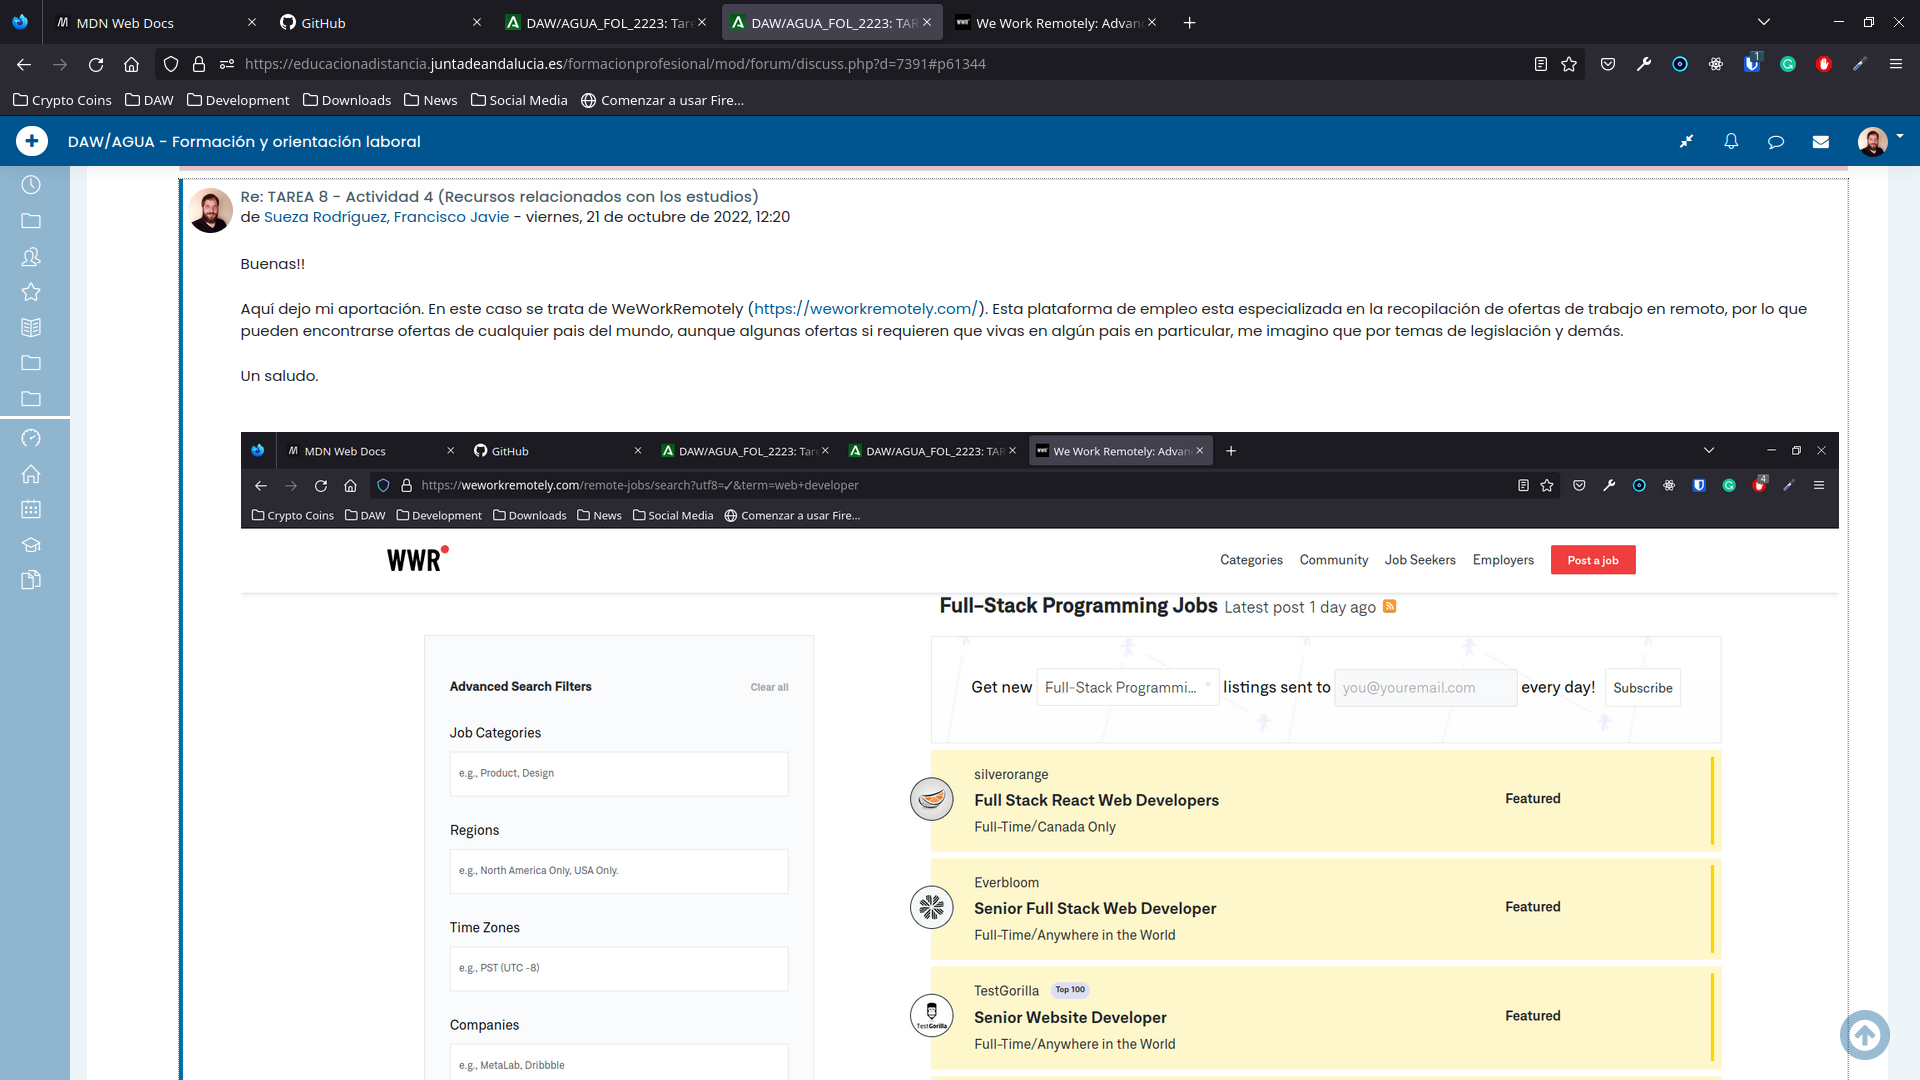 MDN Web Docs
GitHub
DAW/AGUA_FOL_2223: Tare
DAW/AGUA_FOL_2223: TAR
We Work Remotely: Advan
https://educacionadistancia.juntadeandalucia.es/formacionprofesional/mod/forum/discuss.php?d=7391#p61344
1
Crypto Coins DAW Development Downloads News Social Media Comenzar a usar Fire...
DAW/AGUA - Formación y orientación laboral
Re: TAREA 8 - Actividad 4 (Recursos relacionados con los estudios)
de Sueza Rodríguez, Francisco Javie - viernes, 21 de octubre de 2022, 12:20
Buenas!!
Aquí dejo mi aportación. En este caso se trata de WeWorkRemotely (https://weworkremotely.com/). Esta plataforma de empleo esta especializada en la recopilación de ofertas de trabajo en remoto, por lo que
pueden encontrarse ofertas de cualquier pais del mundo, aunque algunas ofertas si requieren que vivas en algún pais en particular, me imagino que por temas de legislación y demás.
Un saludo.
MDN Web Docs
GitHub
DAW/AGUA_FOL_2223: Tare
DAW/AGUA_FOL_2223: TAR
We Work Remotely: Advan
https://weworkremotely.com/remote-jobs/search?utf8=✓&term=web+developer
4
Crypto Coins DAW Development Downloads News Social Media Comenzar a usar Fire...
WWR
Categories Community Job Seekers Employers Post a job
Full-Stack Programming Jobs Latest post 1 day ago
Advanced Search Filters Clear all
Job Categories
e.g., Product, Design
Regions
e.g., North America Only, USA Only.
Time Zones
e.g., PST (UTC -8)
Companies
e.g., MetaLab, Dribbble
Get new Full-Stack Programmi... listings sent to you@youremail.com every day! Subscribe
silverorange
Full Stack React Web Developers
Full-Time/Canada Only
Featured
Everbloom
Senior Full Stack Web Developer
Full-Time/Anywhere in the World
Featured
TestGorilla
TestGorilla Top 100
Senior Website Developer
Full-Time/Anywhere in the World
Featured